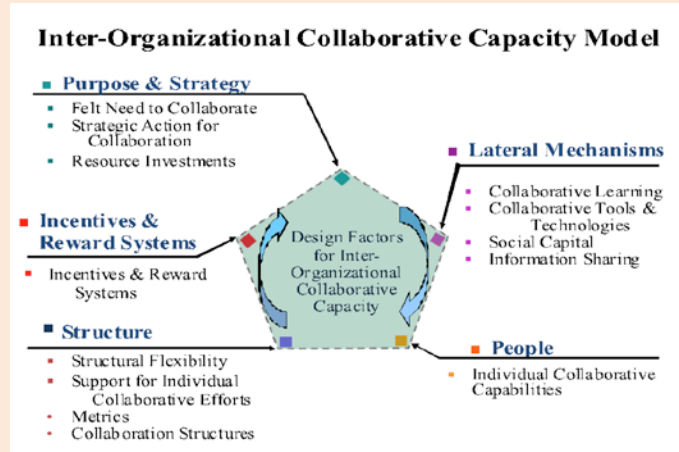 Inter-Organizational Collaborative Capacity Model
Purpose & Strategy
Felt Need to Collaborate
Strategic Action for
Collaboration
Resource Investments
Lateral Mechanisms
Collaborative Learning
Collaborative Tools &
Technologies
Social Capital
Information Sharing
Incentives &
Reward Systems
Incentives & Reward
Systems
Design Factors
for Inter-
Organizational
Collaborative
Capacity
Structure
Structural Flexibility
Support for Individual
Collaborative Efforts
Metrics
Collaboration Structures
People
Individual Collaborative
Capabilities